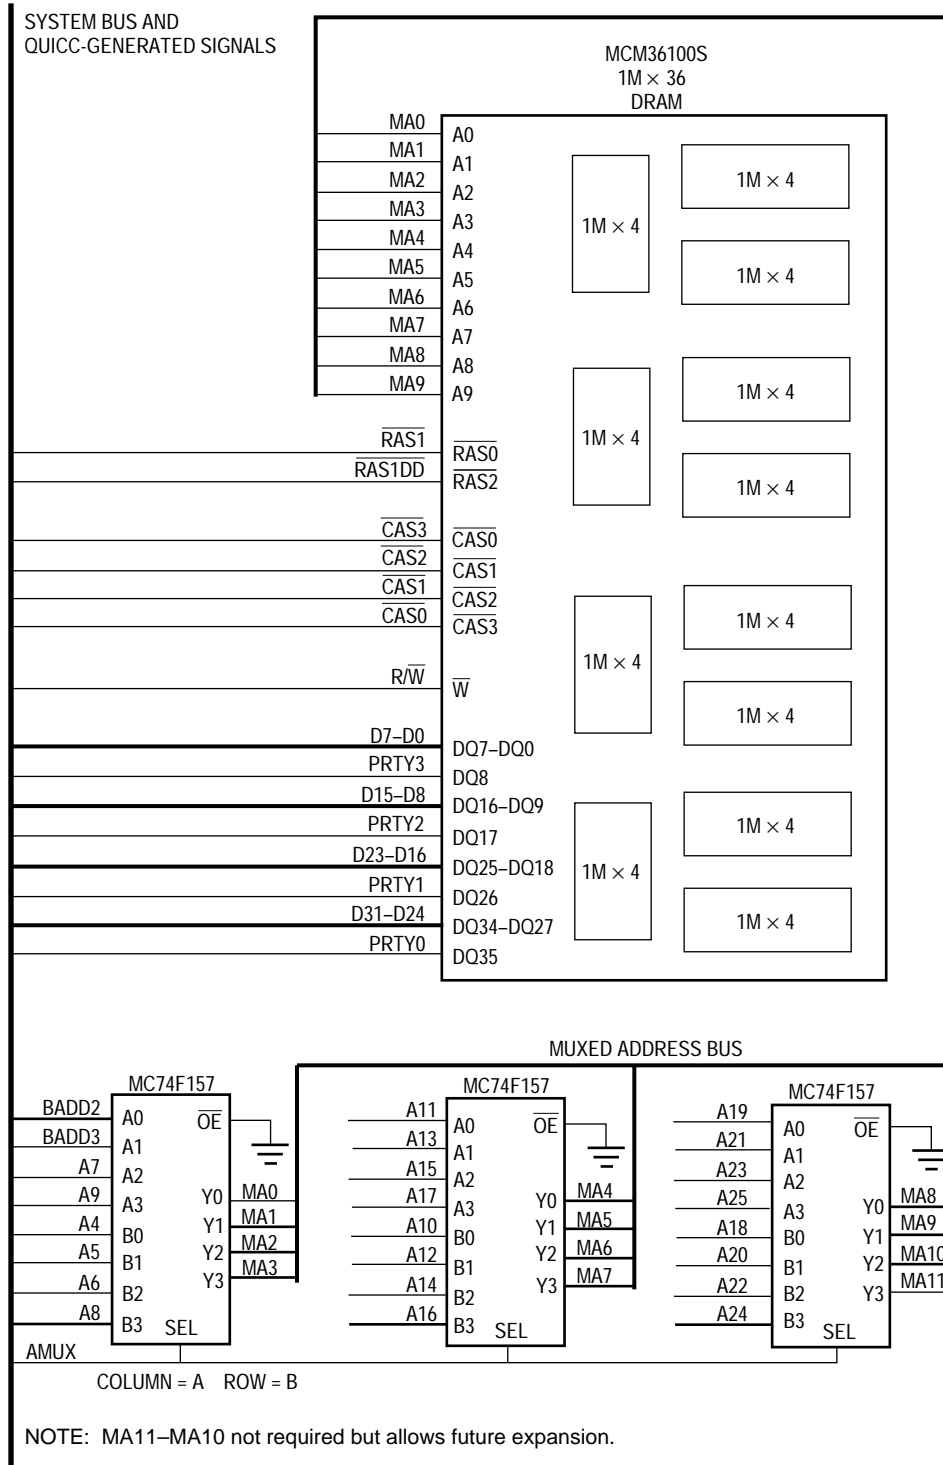 SYSTEM BUS AND
QUICC-GENERATED SIGNALS
MCM36100S
1M × 36
DRAM
MA0 A0
MA1 A1
MA2 A2
MA3 A3
MA4 A4
MA5 A5
MA6 A6
MA7 A7
MA8 A8
MA9 A9
RAS1 RAS0
RAS1DD RAS2
CAS3 CAS0
CAS2 CAS1
CAS1 CAS2
CAS0 CAS3
R/W W
D7–D0 DQ7–DQ0
PRTY3 DQ8
D15–D8 DQ16–DQ9
PRTY2 DQ17
D23–D16 DQ25–DQ18
PRTY1 DQ26
D31–D24 DQ34–DQ27
PRTY0 DQ35
1M × 4
1M × 4
1M × 4
1M × 4
1M × 4
1M × 4
1M × 4
1M × 4
1M × 4
1M × 4
1M × 4
1M × 4
MUXED ADDRESS BUS
MC74F157
BADD2 A0 OE
BADD3 A1
A7 A2
A9 A3 Y0 MA0
A4 B0 Y1 MA1
A5 B1 Y2 MA2
A6 B2 Y3 MA3
A8 B3 SEL
MC74F157
A11 A0 OE
A13 A1
A15 A2
A17 A3 Y0 MA4
A10 B0 Y1 MA5
A12 B1 Y2 MA6
A14 B2 Y3 MA7
A16 B3 SEL
MC74F157
A19 A0 OE
A21 A1
A23 A2
A25 A3 Y0 MA8
A18 B0 Y1 MA9
A20 B1 Y2 MA10
A22 B2 Y3 MA11
A24 B3 SEL
AMUX
COLUMN = A ROW = B
NOTE: MA11–MA10 not required but allows future expansion.